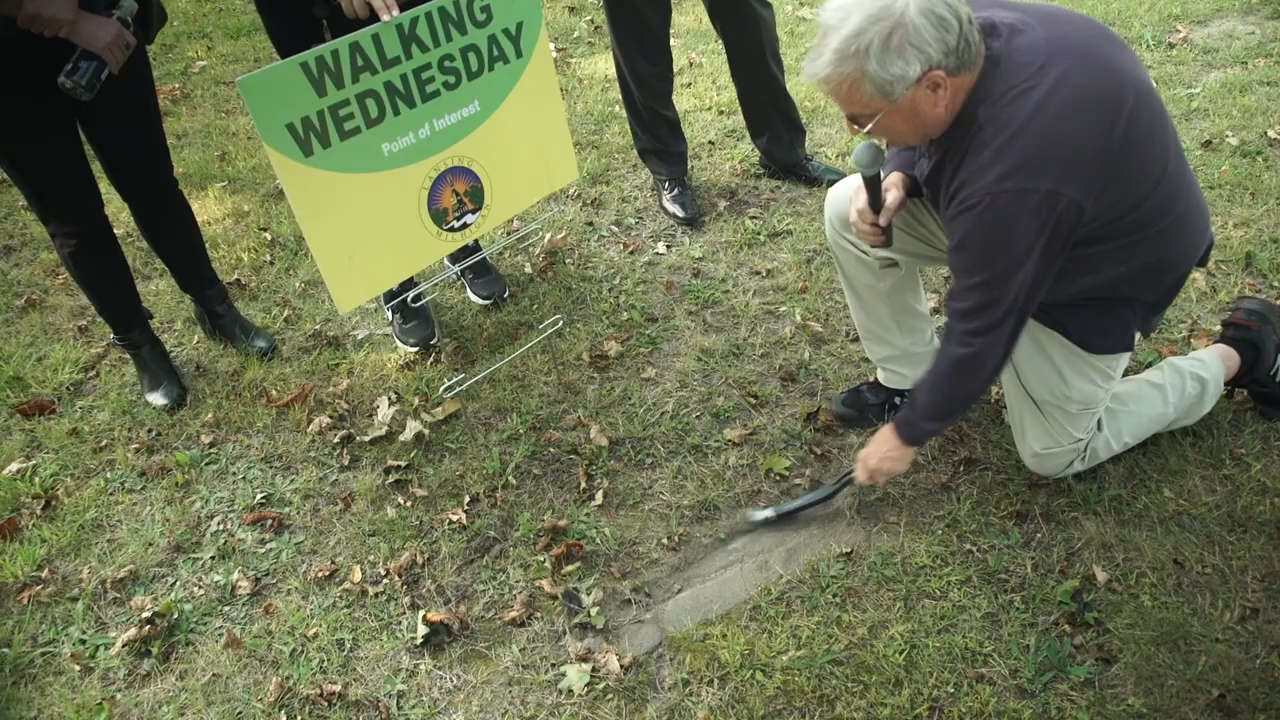 WALKING
WEDNESDAY
Point of Interest
LANSING
MICHIGAN